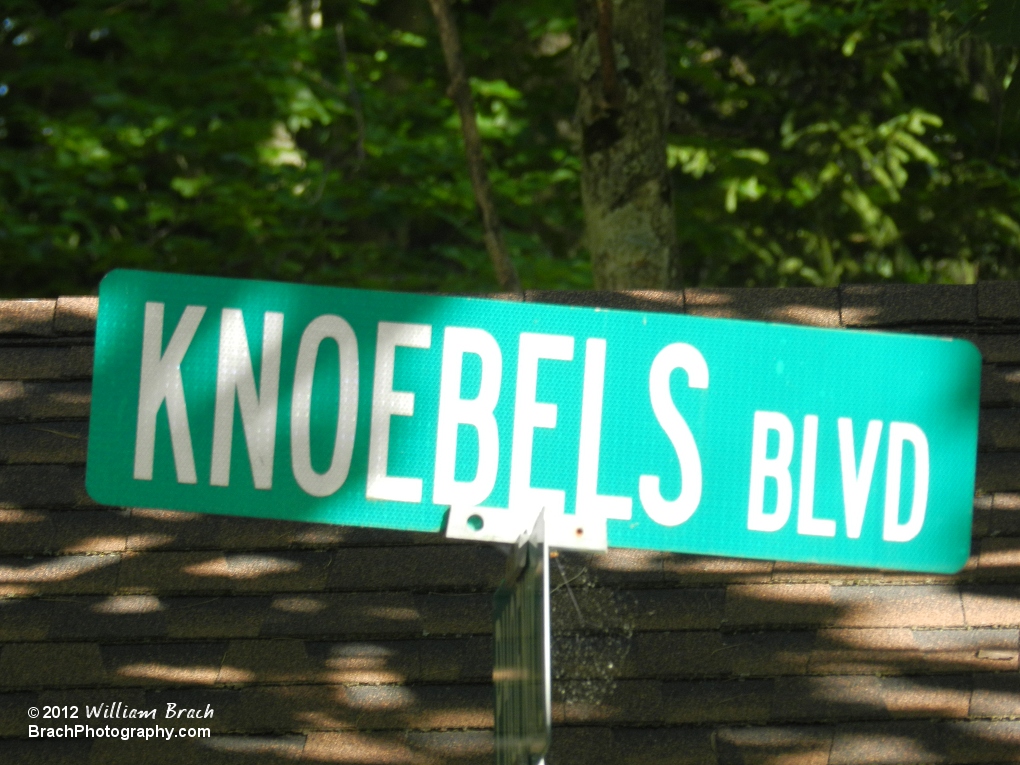 KNOEBELS BLVD
©2012 William Brach
BrachPhotography.com